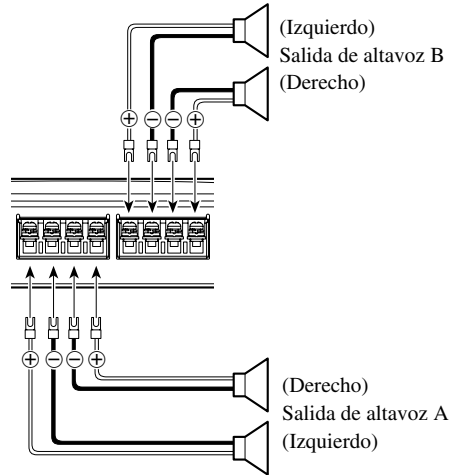 (Izquierdo)
Salida de altavoz B
(Derecho)
+ − − +
+ − − +
(Derecho)
Salida de altavoz A
(Izquierdo)